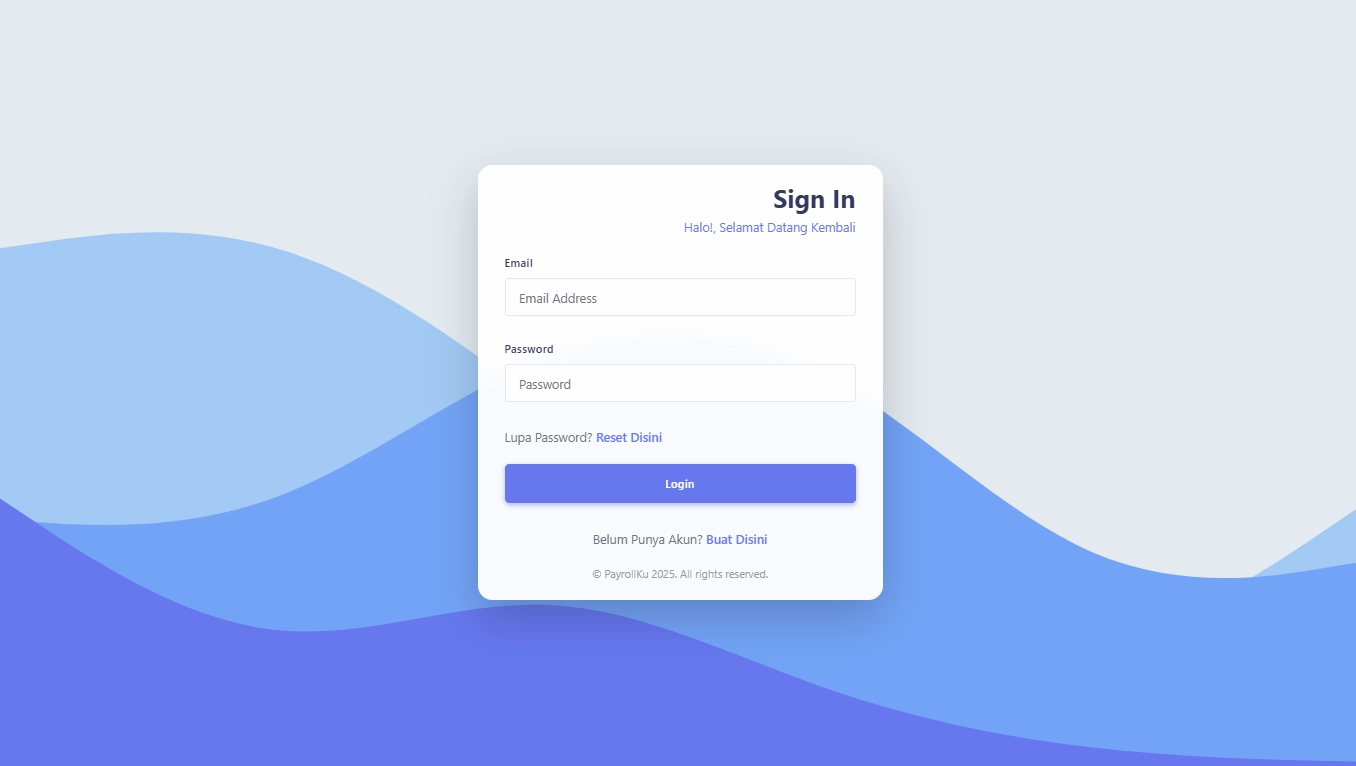 Sign In
Halo!, Selamat Datang Kembali
Email
Email Address
Password
Password
Lupa Password? Reset Disini
Login
Belum Punya Akun? Buat Disini
© PayrollKu 2025. All rights reserved.